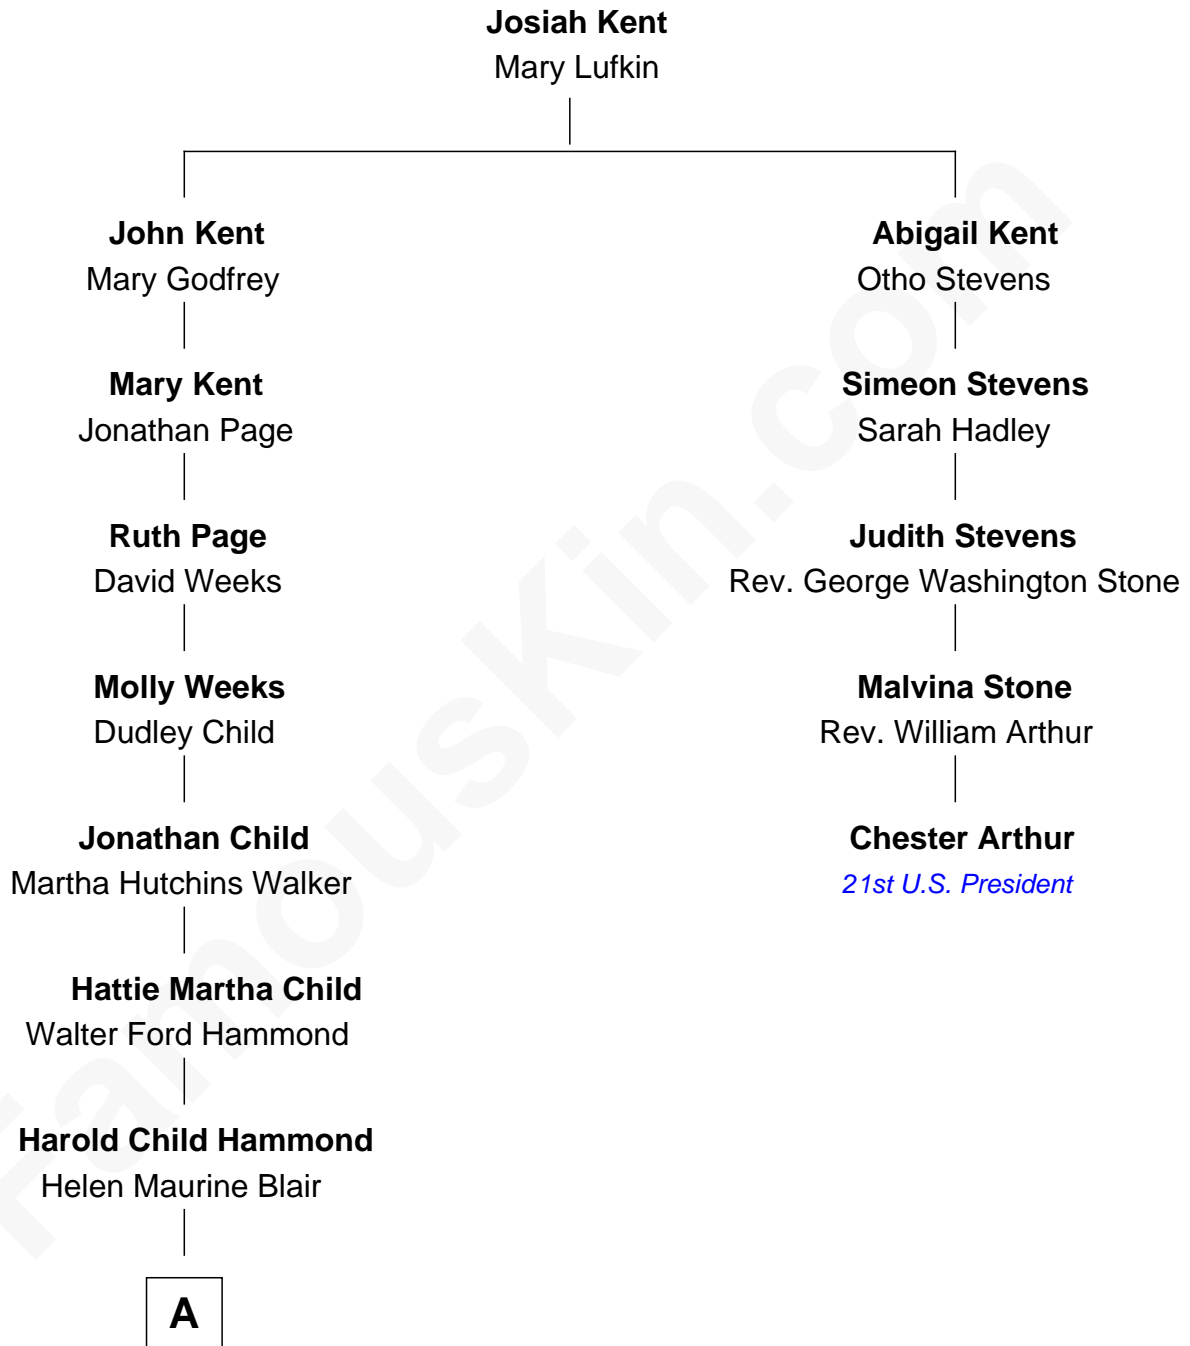 Josiah Kent
Mary Lufkin
John Kent
Mary Godfrey
Abigail Kent
Otho Stevens
Mary Kent
Jonathan Page
Simeon Stevens
Sarah Hadley
Ruth Page
David Weeks
Judith Stevens
Rev. George Washington Stone
Molly Weeks
Dudley Child
Malvina Stone
Rev. William Arthur
Jonathan Child
Martha Hutchins Walker
Chester Arthur
21st U.S. President
Hattie Martha Child
Walter Ford Hammond
Harold Child Hammond
Helen Maurine Blair
A
FamousKin.com